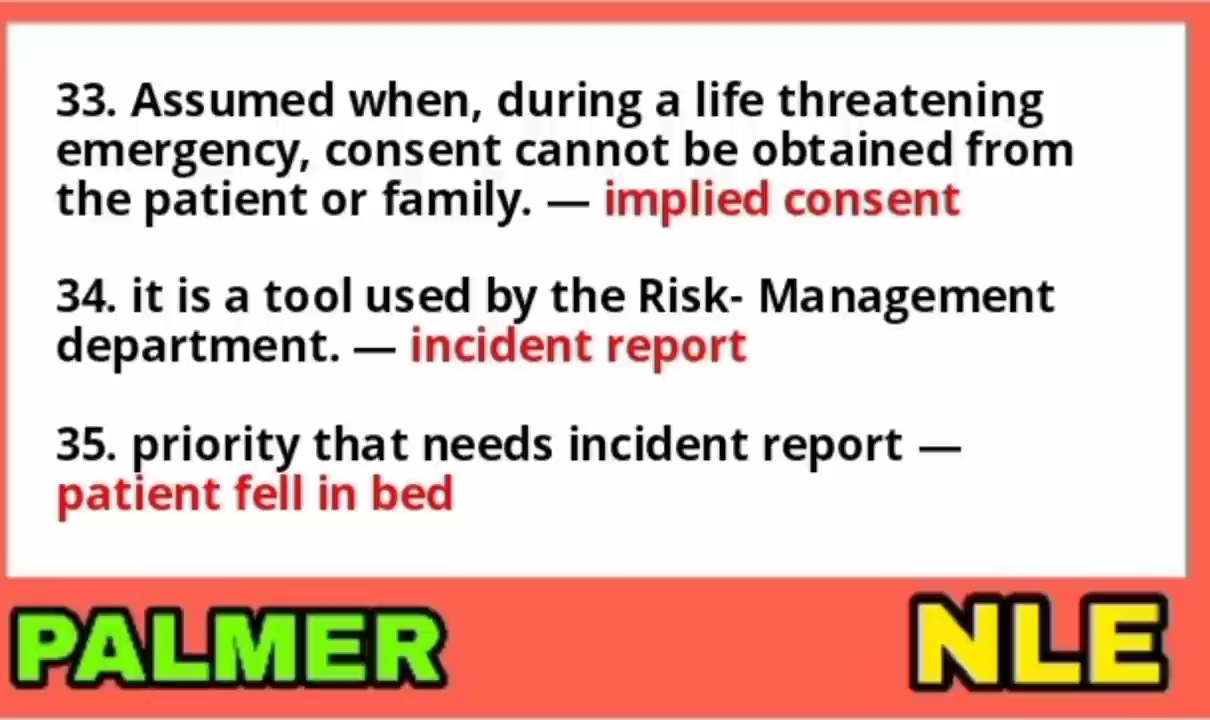 33. Assumed when, during a life threatening
emergency, consent cannot be obtained from
the patient or family. — implied consent
34. it is a tool used by the Risk- Management
department. — incident report
35. priority that needs incident report —
patient fell in bed
PALMER
NLE